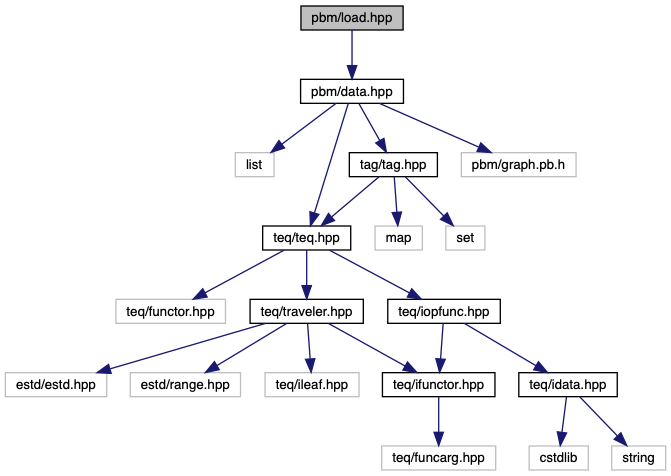 pbm/load.hpp
pbm/data.hpp
list
tag/tag.hpp
pbm/graph.pb.h
teq/teq.hpp
map
set
teq/functor.hpp
teq/traveler.hpp
teq/iopfunc.hpp
estd/estd.hpp
estd/range.hpp
teq/ileaf.hpp
teq/ifunctor.hpp
teq/idata.hpp
teq/funcarg.hpp
cstdlib
string